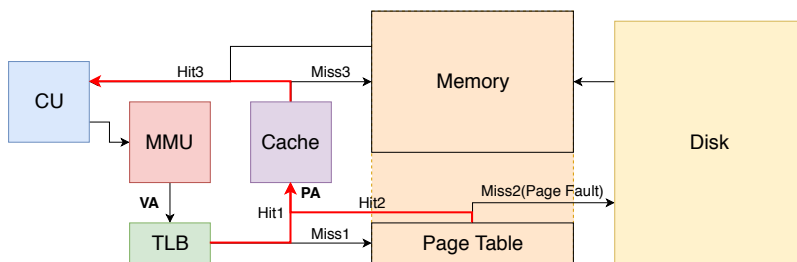 Hit3
Miss3
Memory
CU
MMU
Cache
Disk
VA
PA
Hit1
Hit2
Miss2(Page Fault)
TLB
Miss1
Page Table